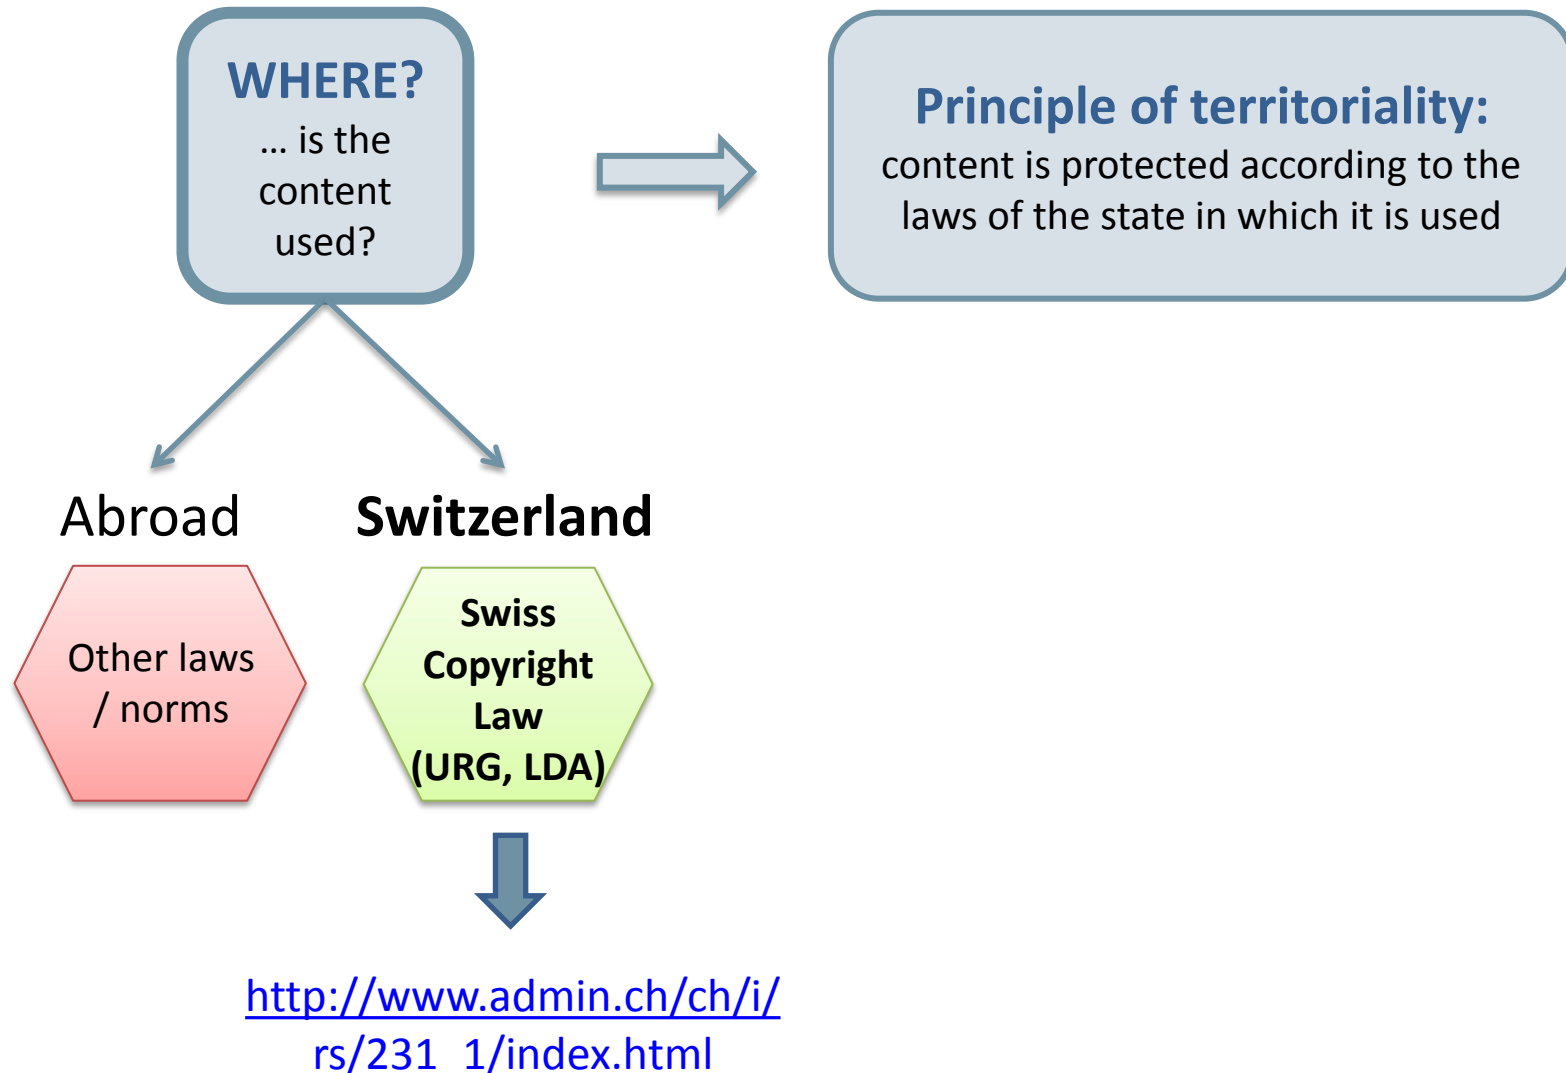 WHERE?
... is the
content
used?
Principle of territoriality:
content is protected according to the
laws of the state in which it is used
Abroad
Switzerland
Other laws
/ norms
Swiss
Copyright
Law
(URG, LDA)
http://www.admin.ch/ch/i/
rs/231_1/index.html